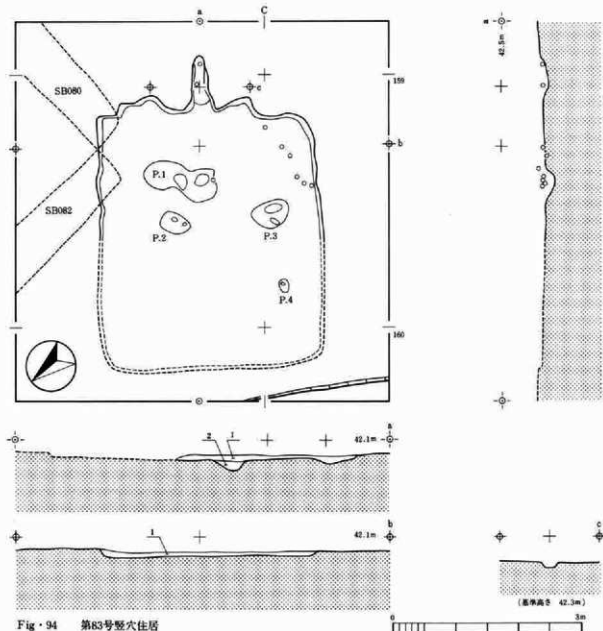 a
C
a
42.5m
SB080
159
c
b
P.1
SB082
P.2
P.3
P.4
160
a
2
1
42.1m
b
1
42.1m
c
(基準高さ 42.3m)
Fig・94 第83号竪穴住居
0
3m